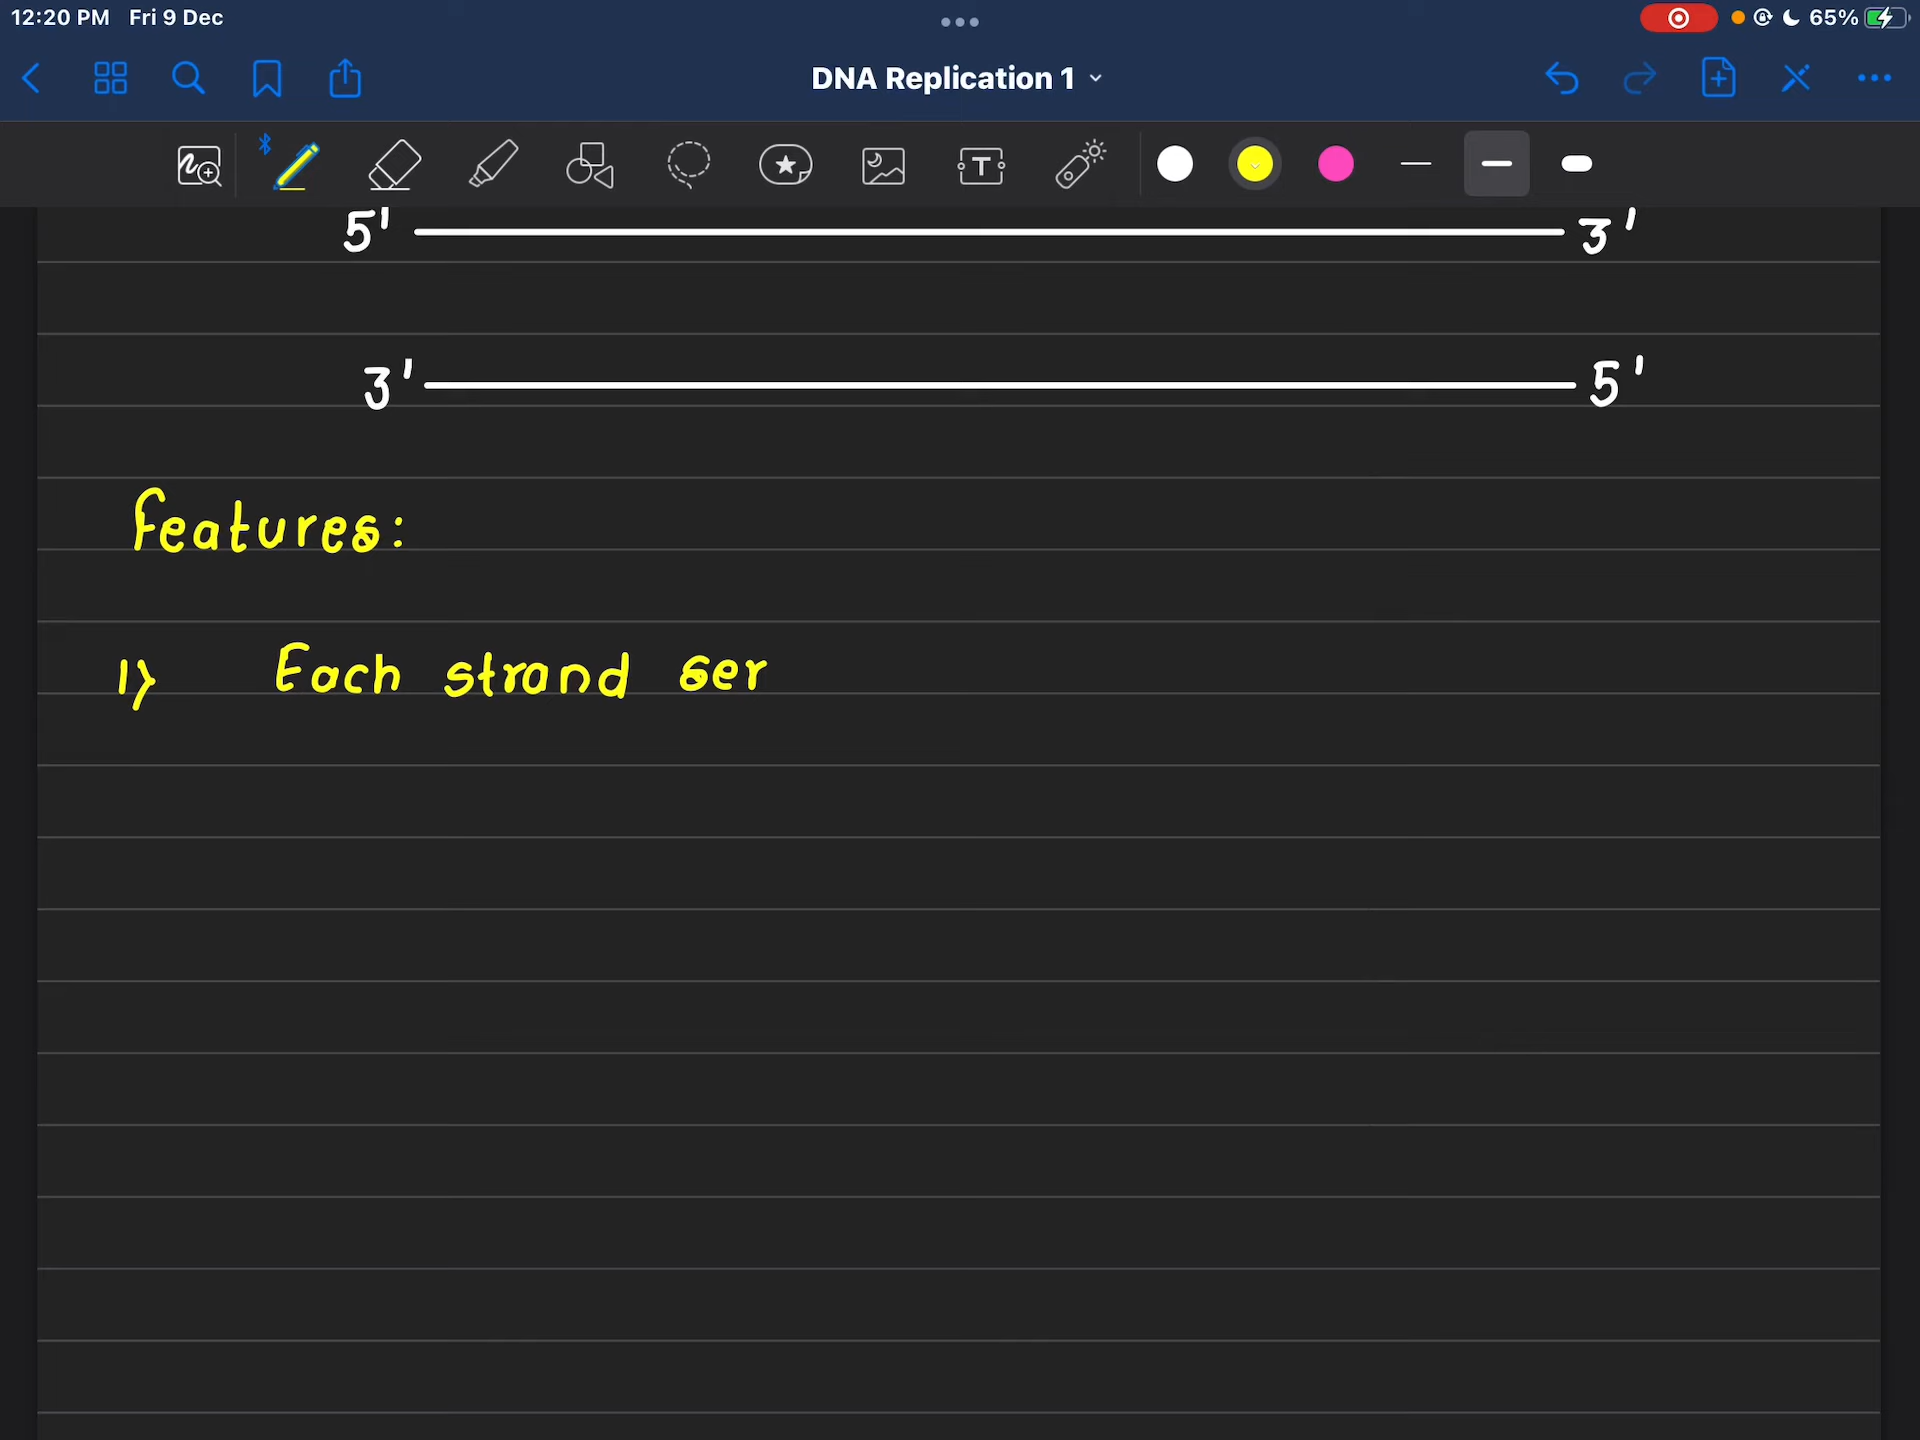 12:20 PM Fri 9 Dec 65%
DNA Replication 1
5' 3'
3' 5'
features:
1) Each strand ser